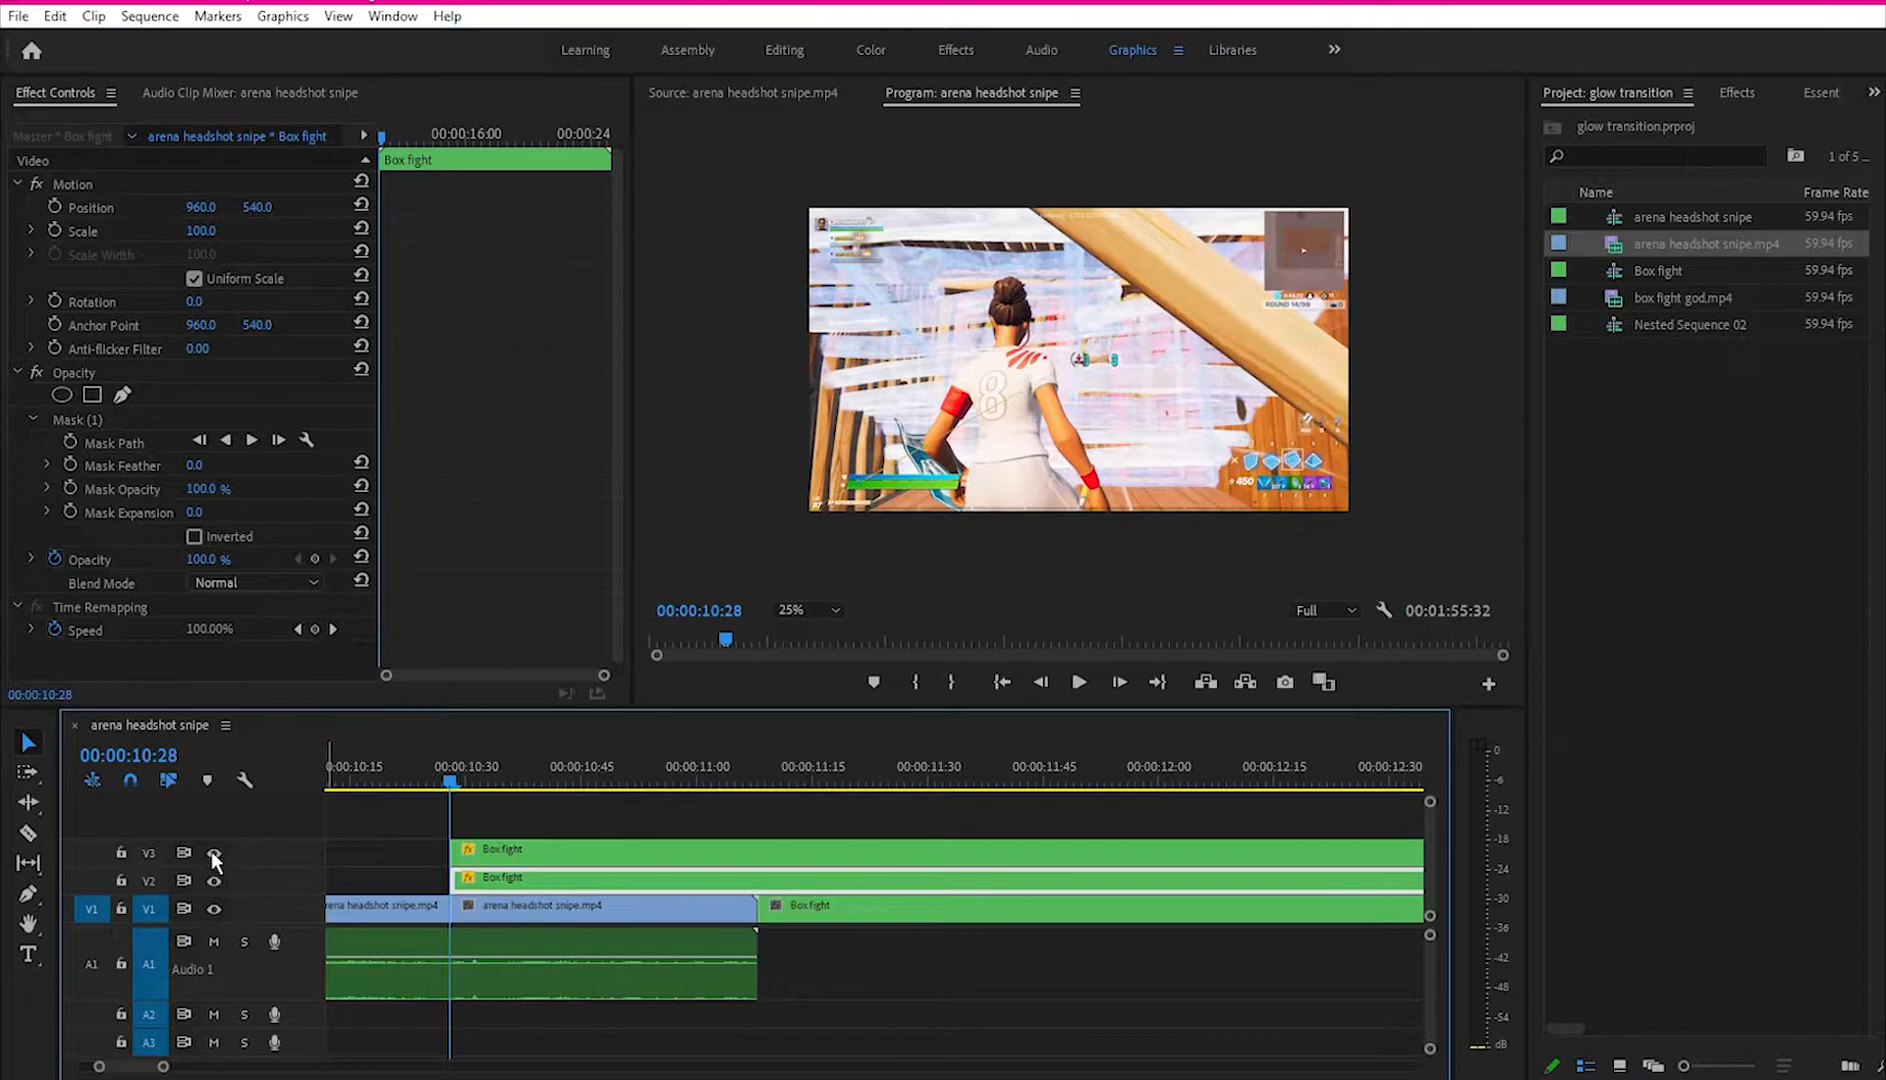 File Edit Clip Sequence Markers Graphics View Window Help
Learning Assembly Editing Color Effects Audio Graphics Libraries
Effect Controls Audio Clip Mixer: arena headshot snipe
Master * Box fight arena headshot snipe * Box fight
00:00:16:00 00:00:24
Box fight
Video
Motion
Position 960.0 540.0
Scale 100.0
Scale Width 100.0
Uniform Scale
Rotation 0.0
Anchor Point 960.0 540.0
Anti-flicker Filter 0.00
Opacity
Mask (1)
Mask Path
Mask Feather 0.0
Mask Opacity 100.0 %
Mask Expansion 0.0
Inverted
Opacity 100.0 %
Blend Mode Normal
Time Remapping
Speed 100.00%
00:00:10:28
Source: arena headshot snipe.mp4 Program: arena headshot snipe
8
ROUND 14/99
450
00:00:10:28 25% Full 00:01:55:32
Project: glow transition Effects Essent
glow transition.prproj
1 of 5 ...
Name Frame Rate
arena headshot snipe 59.94 fps
arena headshot snipe.mp4 59.94 fps
Box fight 59.94 fps
box fight god.mp4 59.94 fps
Nested Sequence 02 59.94 fps
arena headshot snipe
00:00:10:28
0:00:10:15 00:00:10:30 00:00:10:45 00:00:11:00 00:00:11:15 00:00:11:30 00:00:11:45 00:00:12:00 00:00:12:15 00:00:12:30
V3 Box fight
V2 Box fight
V1 V1 rena headshot snipe.mp4 arena headshot snipe.mp4 Box fight
M S
A1 A1 Audio 1
A2 M S
A3 M S
0
-6
-12
-18
-24
-30
-36
-42
-48
-54
dB